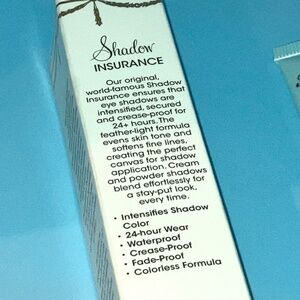 Shadow
INSURANCE
Our original,
world-famous Shadow
Insurance ensures that
eye shadows are
intensified, secured
and crease-proof for
24+ hours. The
feather-light formula
evens skin tone and
softens fine lines,
creating the perfect
canvas for shadow
application. Cream
and powder shadows
blend effortlessly for
a stay-put look,
every time.
• Intensifies Shadow
Color
• 24-hour Wear
• Waterproof
• Crease-Proof
• Fade-Proof
• Colorless Formula